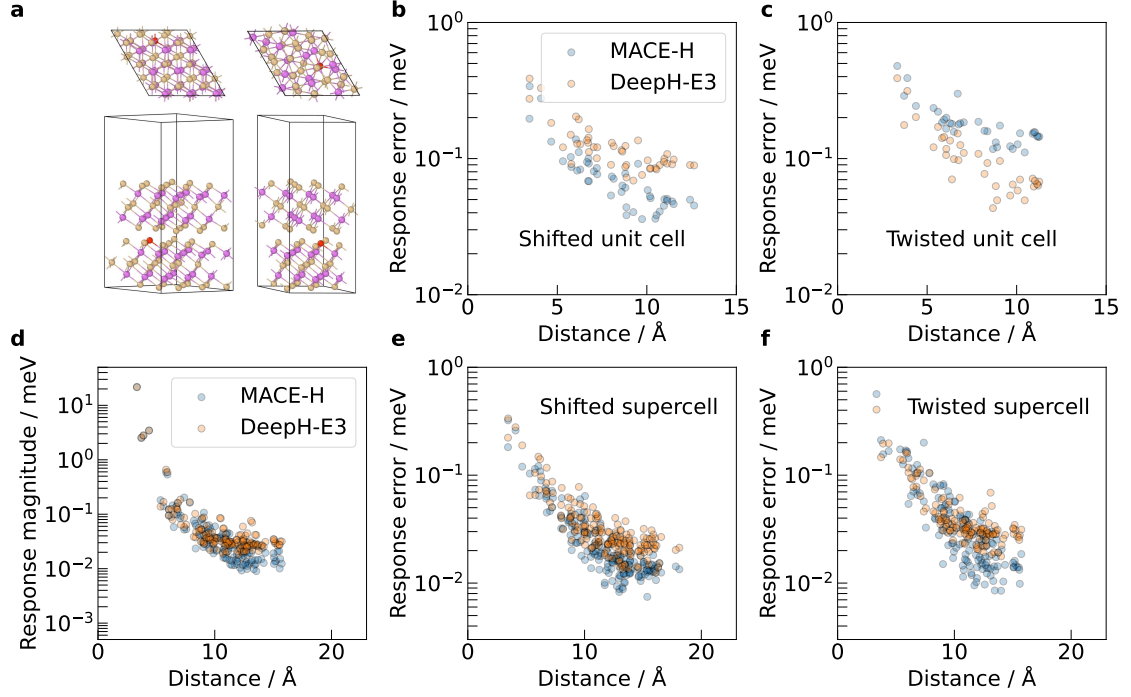 a
b
10⁰
10⁻¹
10⁻²
Response error / meV
MACE-H
DeepH-E3
Shifted unit cell
0 5 10 15
Distance / Å
c
10⁰
10⁻¹
10⁻²
Response error / meV
Twisted unit cell
0 5 10 15
Distance / Å
d
10¹
10⁰
10⁻¹
10⁻²
10⁻³
Response magnitude / meV
MACE-H
DeepH-E3
0 10 20
Distance / Å
e
10⁰
10⁻¹
10⁻²
Response error / meV
Shifted supercell
0 10 20
Distance / Å
f
10⁰
10⁻¹
10⁻²
Response error / meV
Twisted supercell
0 10 20
Distance / Å